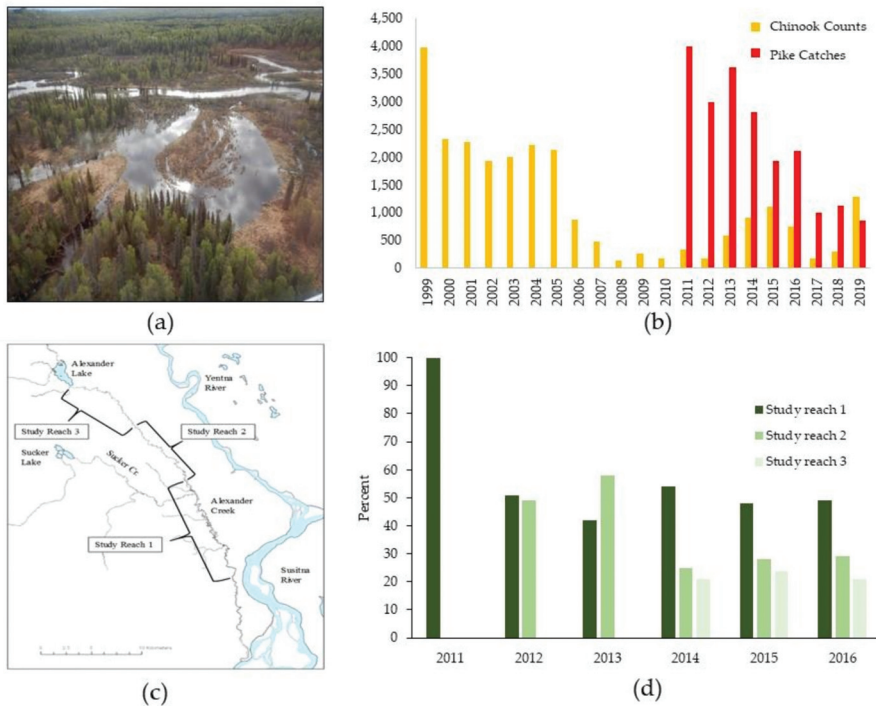 (a)
4,500
4,000
3,500
3,000
2,500
2,000
1,500
1,000
500
0
Chinook Counts
Pike Catches
1999
2000
2001
2002
2003
2004
2005
2006
2007
2008
2009
2010
2011
2012
2013
2014
2015
2016
2017
2018
2019
(b)
Alexander
Lake
Yentna
River
Study Reach 3
Study Reach 2
Sucker
Lake
Sucker Cr.
Alexander
Creek
Study Reach 1
Susitna
River
(c)
Percent
100
90
80
70
60
50
40
30
20
10
0
Study reach 1
Study reach 2
Study reach 3
2011
2012
2013
2014
2015
2016
(d)